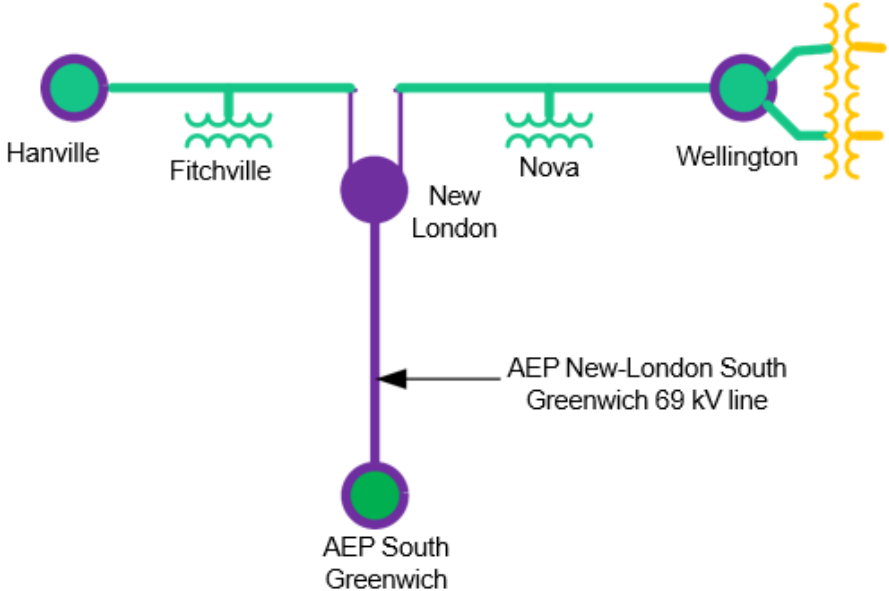 Hanville
Fitchville
New
London
Nova
Wellington
AEP New-London South
Greenwich 69 kV line
AEP South
Greenwich